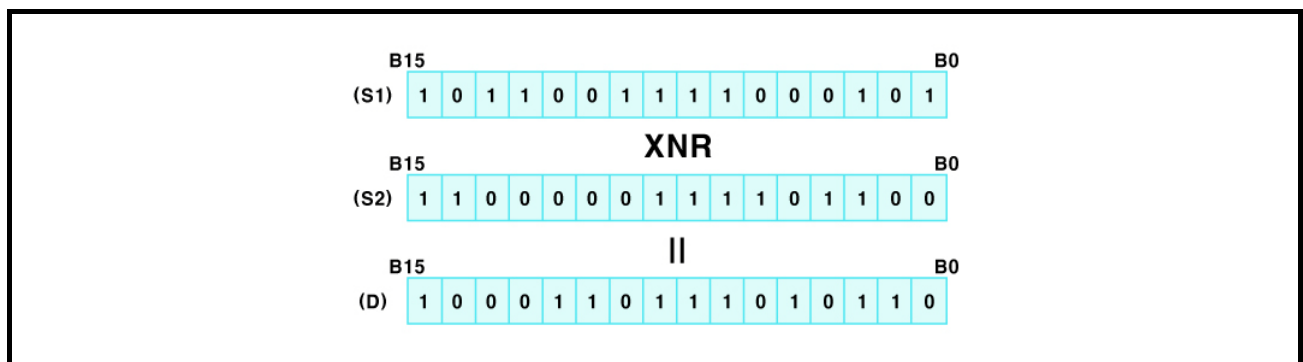 B15 B0
(S1) 1 0 1 1 0 0 1 1 1 1 0 0 0 1 0 1
XNR
B15 B0
(S2) 1 1 0 0 0 0 0 1 1 1 1 0 1 1 0 0
||
B15 B0
(D) 1 0 0 0 1 1 0 1 1 1 0 1 0 1 1 0